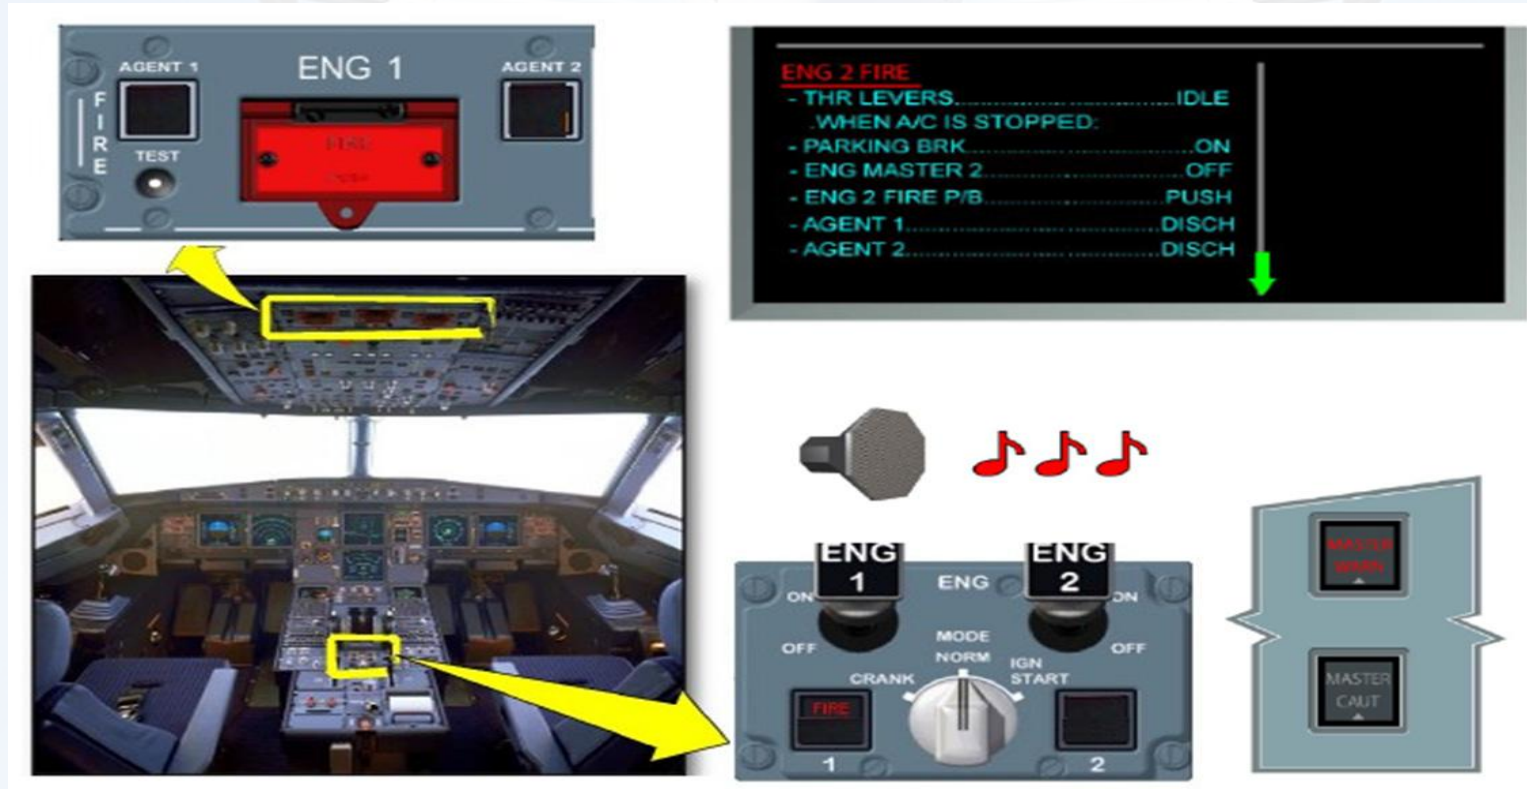 AGENT 1
ENG 1
AGENT 2
FIRE
TEST
ENG 2 FIRE
- THR LEVERS..............................IDLE
.WHEN A/C IS STOPPED:
- PARKING BRK..............................ON
- ENG MASTER 2..............................OFF
- ENG 2 FIRE P/B..............................PUSH
- AGENT 1..............................DISCH
- AGENT 2..............................DISCH
ENG
1
ENG
ENG
2
ON
ON
OFF
OFF
MODE
NORM
CRANK
IGN
START
FIRE
1
2
MASTER
WARN
MASTER
CAUT